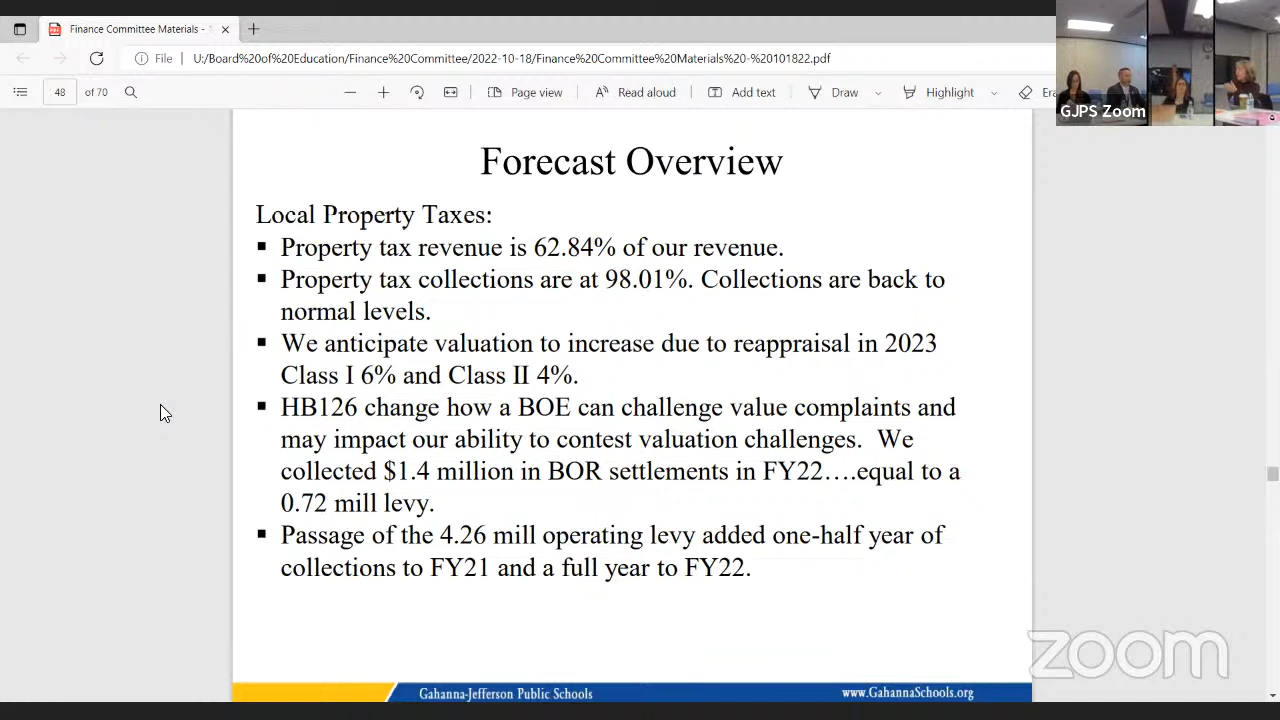 Finance Committee Materials - 1
File
U:/Board%20of%20Education/Finance%20Committee/2022-10-18/Finance%20Committee%20Materials%20-%20101822.pdf
48 of 70
Page view
Read aloud
Add text
Draw
Highlight
Era
GJPS Zoom
Forecast Overview
Local Property Taxes:
▪ Property tax revenue is 62.84% of our revenue.
▪ Property tax collections are at 98.01%. Collections are back to
normal levels.
▪ We anticipate valuation to increase due to reappraisal in 2023
Class I 6% and Class II 4%.
▪ HB126 change how a BOE can challenge value complaints and
may impact our ability to contest valuation challenges.  We
collected $1.4 million in BOR settlements in FY22….equal to a
0.72 mill levy.
▪ Passage of the 4.26 mill operating levy added one-half year of
collections to FY21 and a full year to FY22.
zoom
Gahanna-Jefferson Public Schools
www.GahannaSchools.org